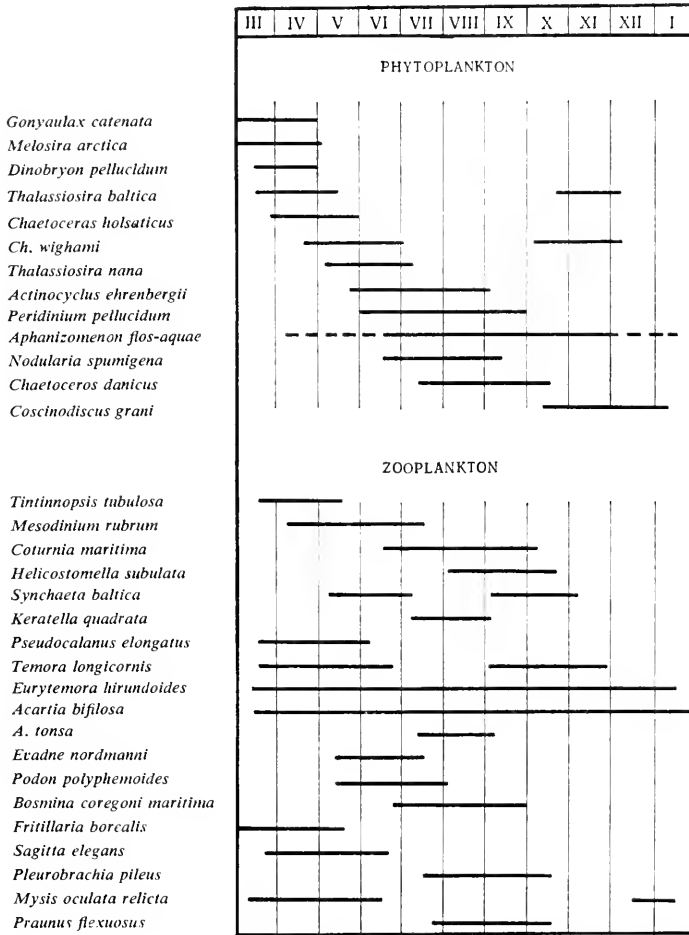 III IV V VI VII VIII IX X XI XII I
PHYTOPLANKTON
Gonyaulax catenata
Melosira arctica
Dinobryon pellucidum
Thalassiosira baltica
Chaetoceras holsaticus
Ch. wighami
Thalassiosira nana
Actinocyclus ehrenbergii
Peridinium pellucidum
Aphanizomenon flos-aquae
Nodularia spumigena
Chaetoceros danicus
Coscinodiscus grani
ZOOPLANKTON
Tintinnopsis tubulosa
Mesodinium rubrum
Coturnia maritima
Helicostomella subulata
Synchaeta baltica
Keratella quadrata
Pseudocalanus elongatus
Temora longicornis
Eurytemora hirundoides
Acartia bifilosa
A. tonsa
Evadne nordmanni
Podon polyphemoides
Bosmina coregoni maritima
Fritillaria borcalis
Sagitta elegans
Pleurobrachia pileus
Mysis oculata relicta
Praunus flexuosus